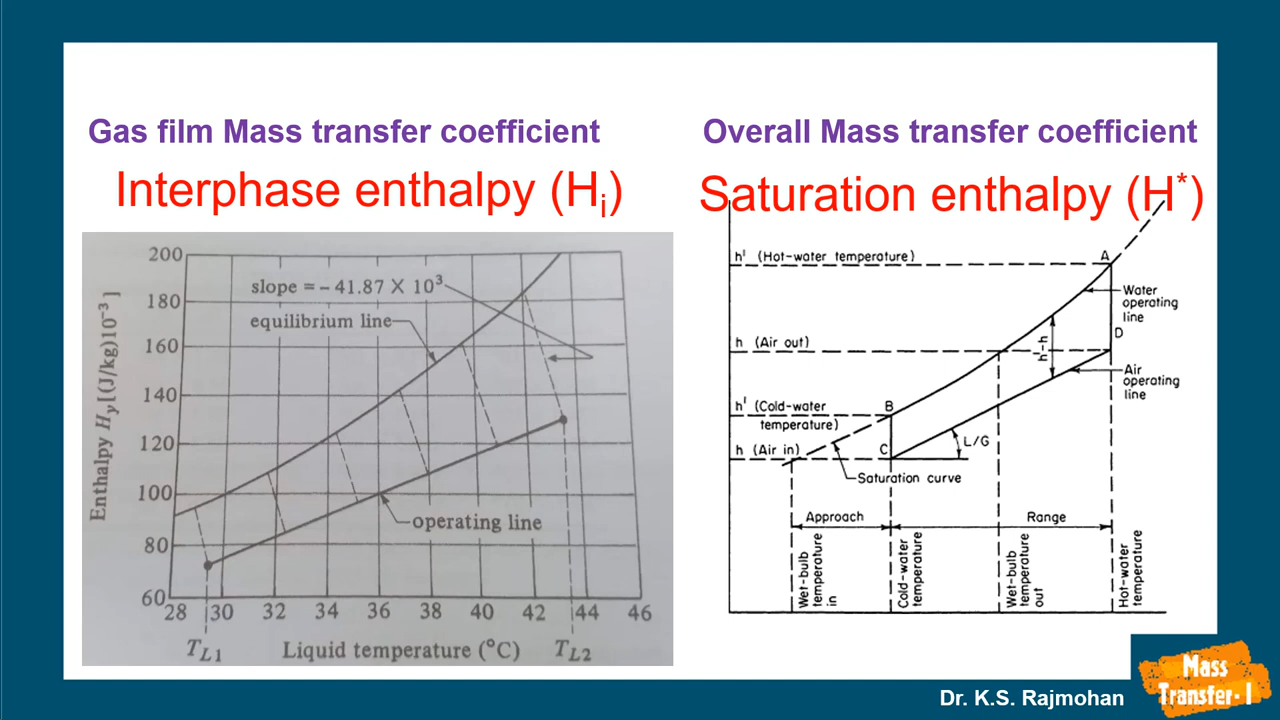 Gas film Mass transfer coefficient
Interphase enthalpy (Hi)
Overall Mass transfer coefficient
Saturation enthalpy (H*)
Enthalpy Hy [(J/kg)10⁻³]
200
180
160
140
120
100
80
60
slope = − 41.87 × 10³
equilibrium line
operating line
28 30 32 34 36 38 40 42 44 46
TL1
Liquid temperature (°C)
TL2
h' (Hot-water temperature)
A
Water
operating
line
h (Air out)
D
h'-h
Air
operating
line
h' (Cold-water
temperature)
B
h (Air in)
C
L/G
Saturation curve
Approach
Range
Wet-bulb
temperature
in
Cold-water
temperature
Wet-bulb
temperature
out
Hot-water
temperature
Dr. K.S. Rajmohan
Mass
Transfer- I